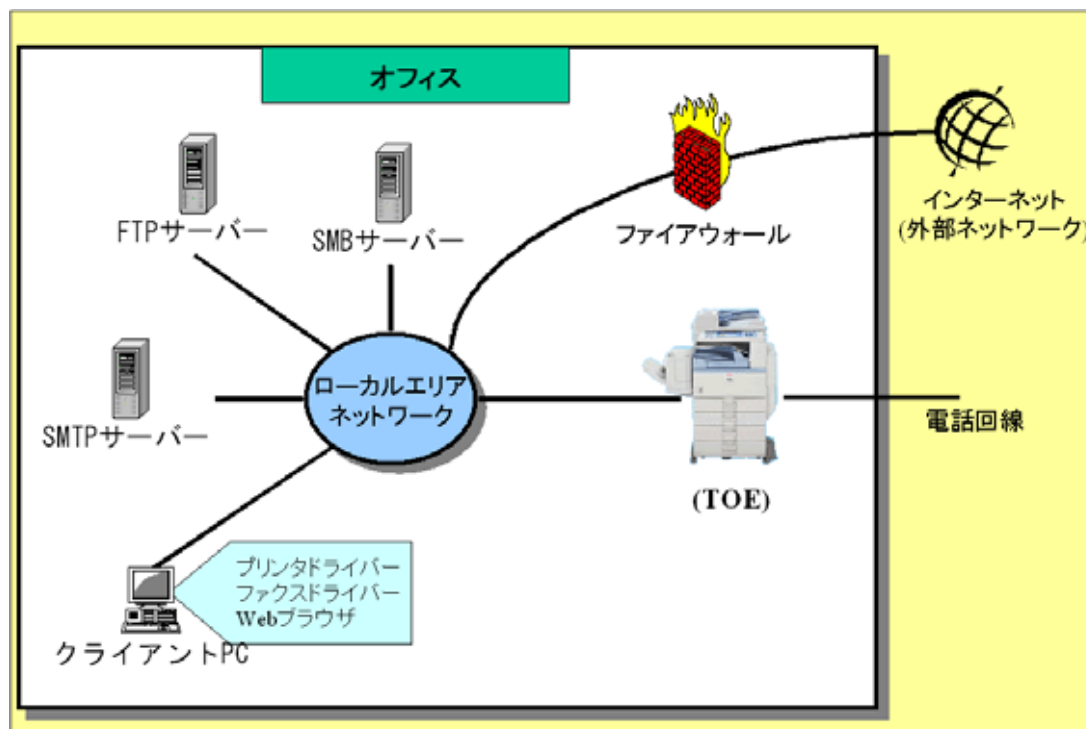 オフィス
FTPサーバー
SMBサーバー
ファイアウォール
インターネット
(外部ネットワーク)
ローカルエリア
ネットワーク
SMTPサーバー
電話回線
(TOE)
プリンタドライバー
ファクスドライバー
Webブラウザ
クライアントPC